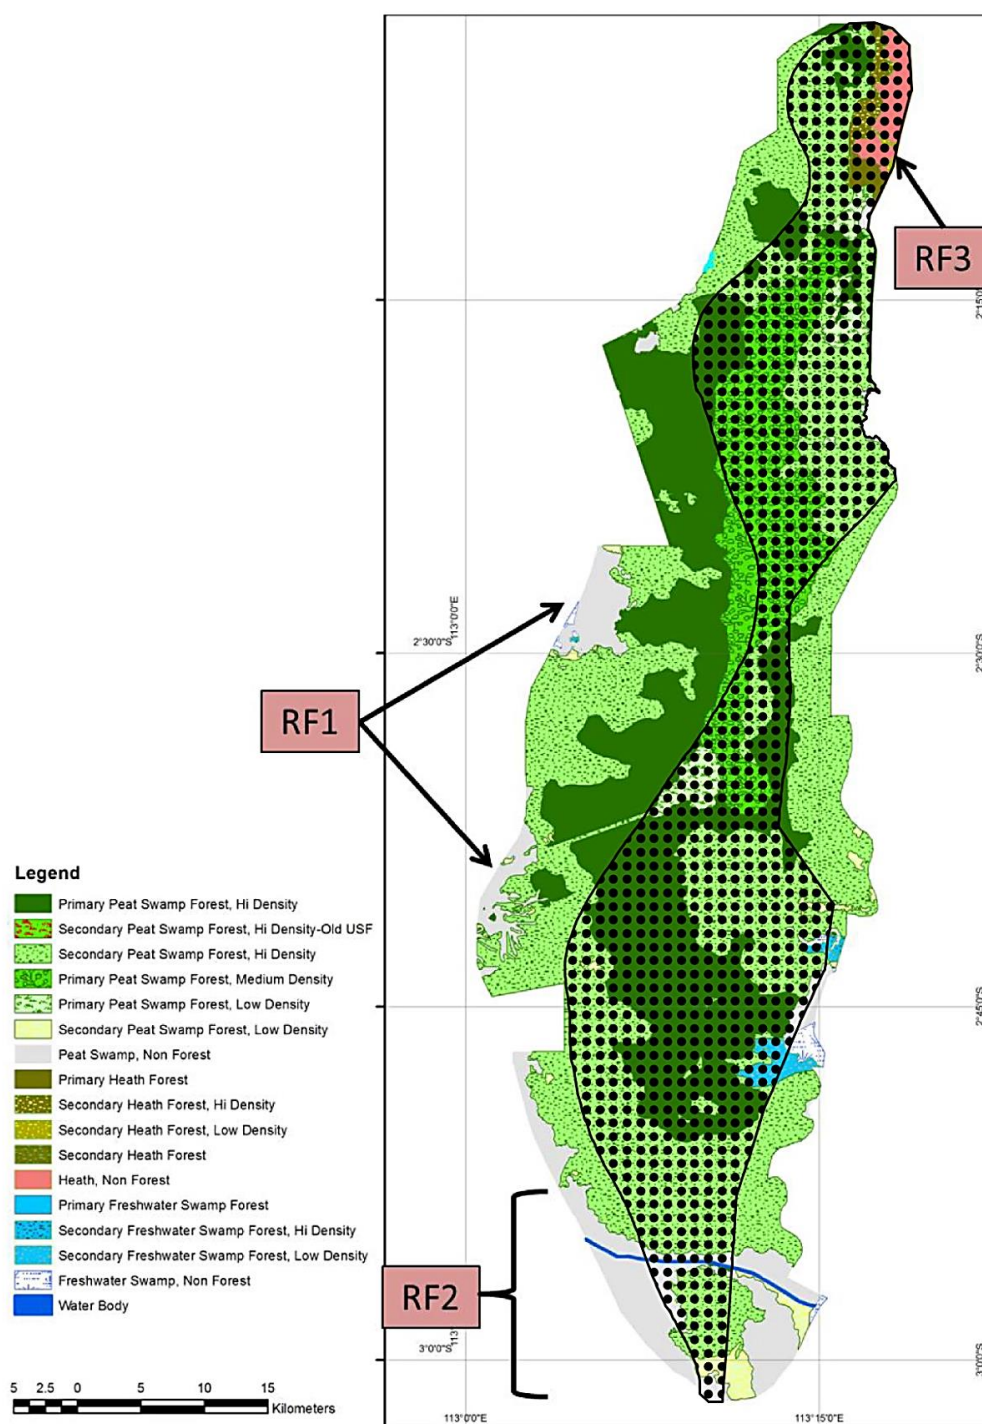 RF3
2°15'0"S
113°0'0"E
2°30'0"S
2°30'0"S
RF1
Legend
Primary Peat Swamp Forest, Hi Density
Secondary Peat Swamp Forest, Hi Density-Old USF
Secondary Peat Swamp Forest, Hi Density
Primary Peat Swamp Forest, Medium Density
Primary Peat Swamp Forest, Low Density
Secondary Peat Swamp Forest, Low Density
Peat Swamp, Non Forest
Primary Heath Forest
Secondary Heath Forest, Hi Density
Secondary Heath Forest, Low Density
Secondary Heath Forest
Heath, Non Forest
Primary Freshwater Swamp Forest
Secondary Freshwater Swamp Forest, Hi Density
Secondary Freshwater Swamp Forest, Low Density
Freshwater Swamp, Non Forest
Water Body
2°45'0"S
RF2
3°0'0"S
3°0'0"S
5 2.5 0 5 10 15
Kilometers
113°0'0"E
113°15'0"E